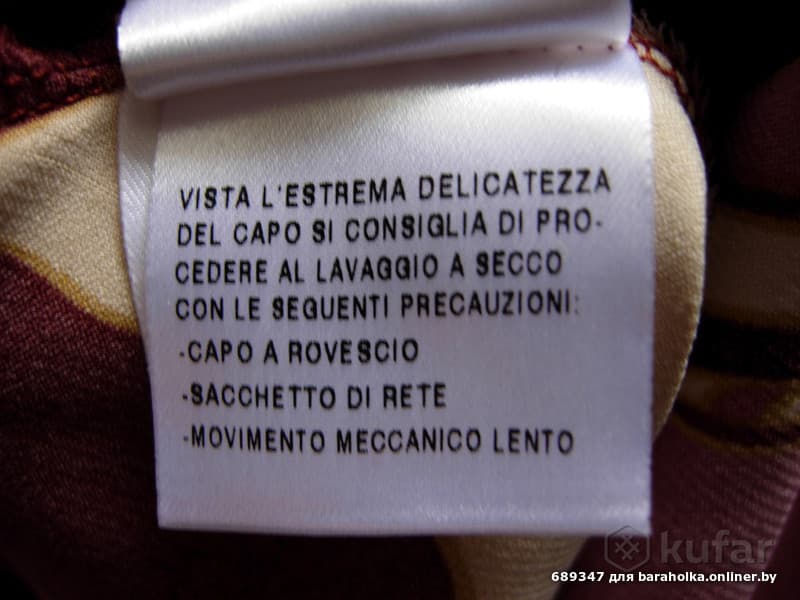 VISTA L'ESTREMA DELICATEZZA
DEL CAPO SI CONSIGLIA DI PRO-
CEDERE AL LAVAGGIO A SECCO
CON LE SEGUENTI PRECAUZIONI:
-CAPO A ROVESCIO
-SACCHETTO DI RETE
-MOVIMENTO MECCANICO LENTO
kufar
689347 для baraholka.onliner.by